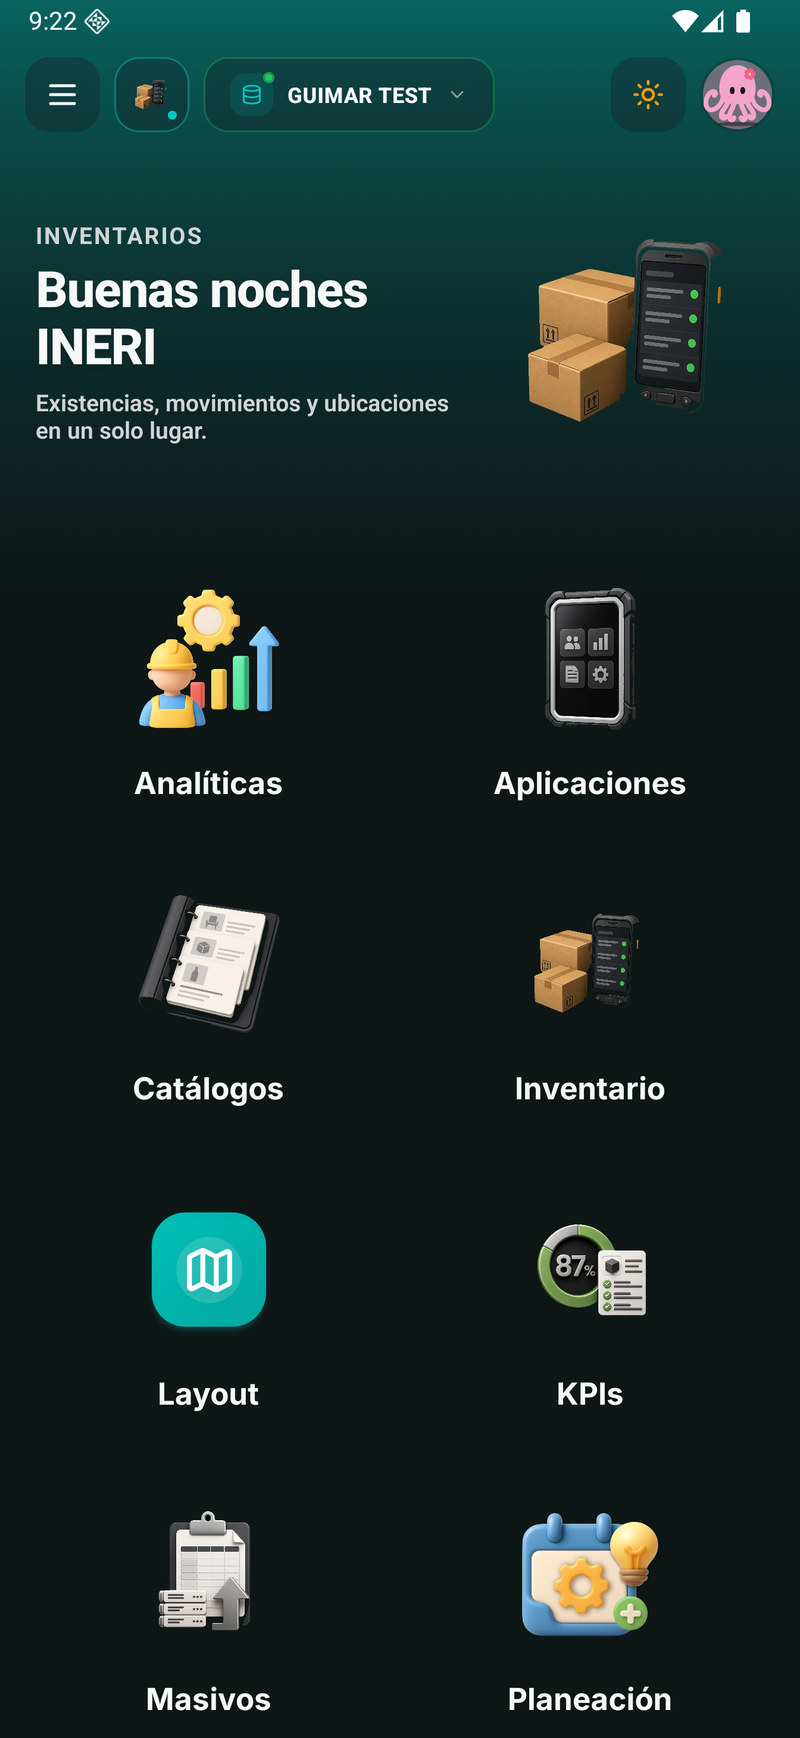 9:22
GUIMAR TEST
INVENTARIOS
Buenas noches
INERI
Existencias, movimientos y ubicaciones
en un solo lugar.
Analíticas
Aplicaciones
Catálogos
Inventario
87%
Layout
KPIs
Masivos
Planeación